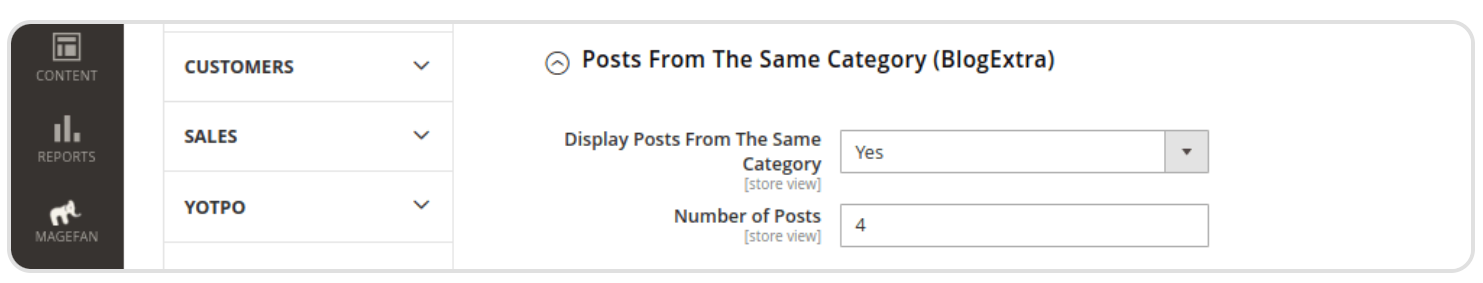 CONTENT
REPORTS
MAGEFAN
CUSTOMERS
SALES
YOTPO
Posts From The Same Category (BlogExtra)
Display Posts From The Same
Category
[store view]
Yes
Number of Posts
[store view]
4